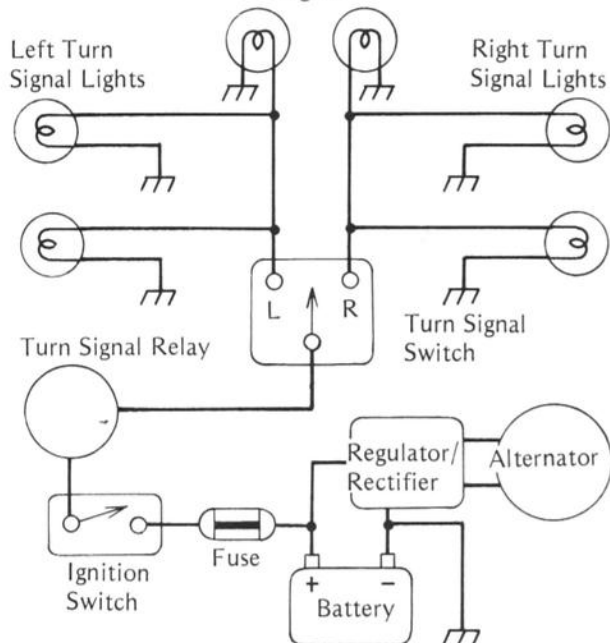 Left Turn
Signal Lights
Right Turn
Signal Lights
L
R
Turn Signal
Switch
Turn Signal Relay
Regulator/
Rectifier
Alternator
Fuse
Ignition
Switch
+
−
Battery